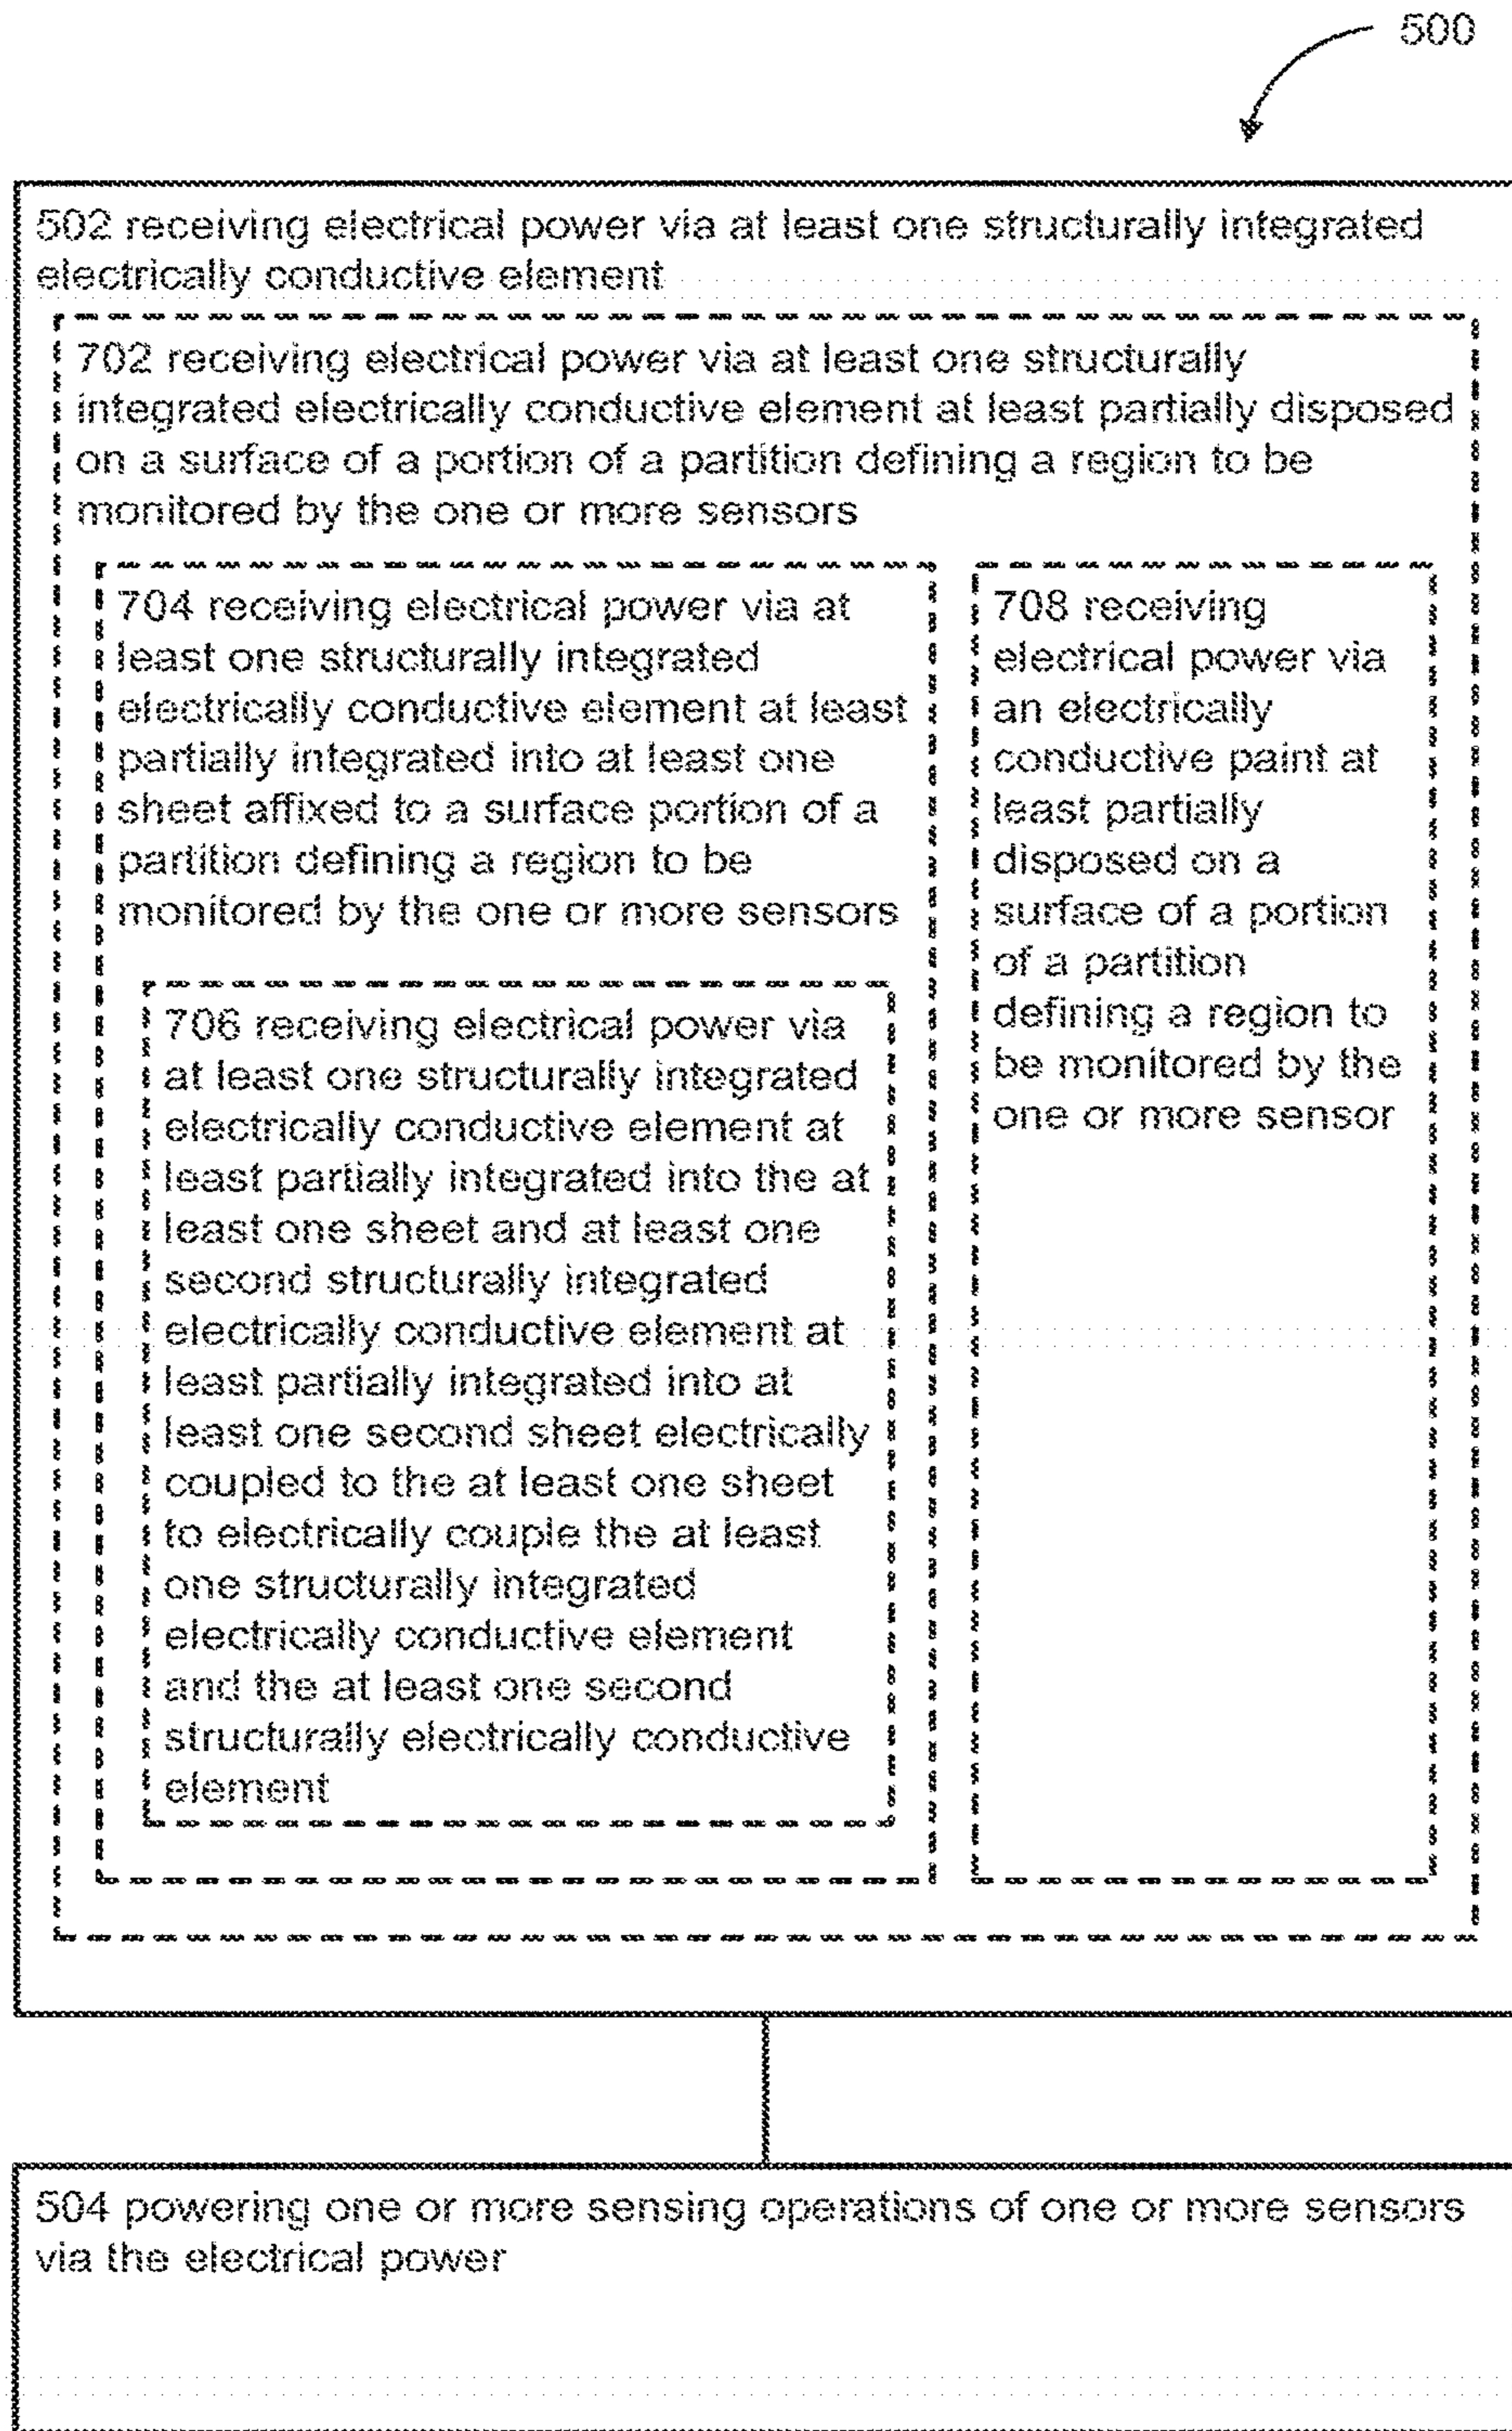 500
502 receiving electrical power via at least one structurally integrated
electrically conductive element
702 receiving electrical power via at least one structurally
integrated electrically conductive element at least partially disposed
on a surface of a portion of a partition defining a region to be
monitored by the one or more sensors
704 receiving electrical power via at
least one structurally integrated
electrically conductive element at least
partially integrated into at least one
sheet affixed to a surface portion of a
partition defining a region to be
monitored by the one or more sensors
706 receiving electrical power via
at least one structurally integrated
electrically conductive element at
least partially integrated into the at
least one sheet and at least one
second structurally integrated
electrically conductive element at
least partially integrated into at
least one second sheet electrically
coupled to the at least one sheet
to electrically couple the at least
one structurally integrated
electrically conductive element
and the at least one second
structurally electrically conductive
element
708 receiving
electrical power via
an electrically
conductive paint at
least partially
disposed on a
surface of a portion
of a partition
defining a region to
be monitored by the
one or more sensor
504 powering one or more sensing operations of one or more sensors
via the electrical power